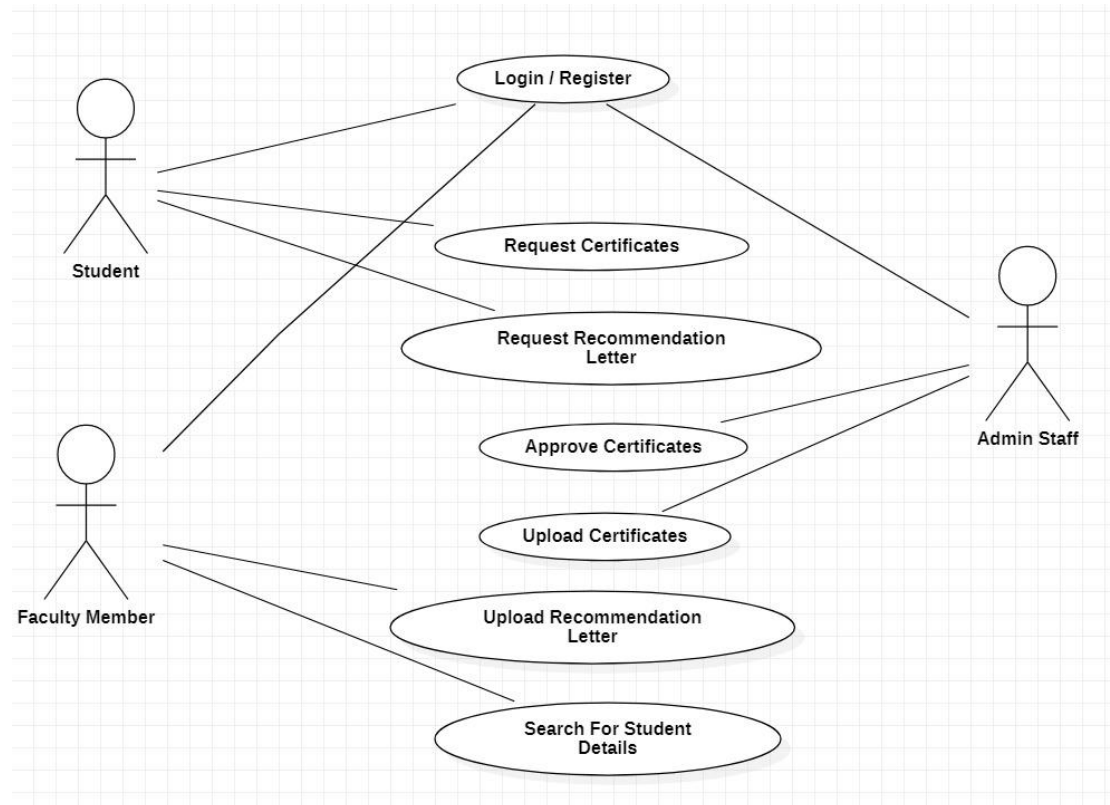 Login / Register
Student
Request Certificates
Request Recommendation
Letter
Admin Staff
Approve Certificates
Upload Certificates
Faculty Member
Upload Recommendation
Letter
Search For Student
Details